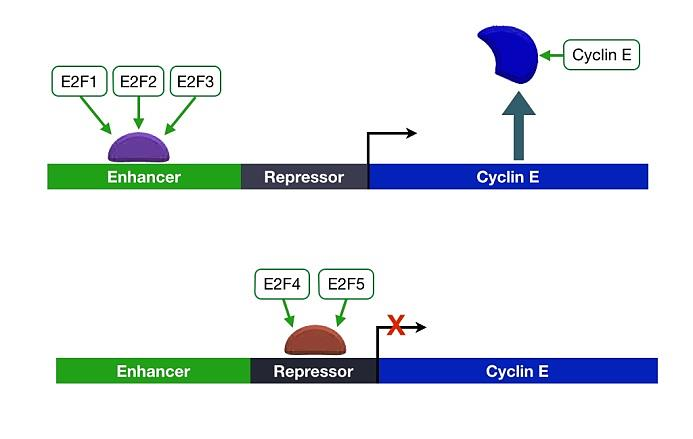 Cyclin E
E2F1 E2F2 E2F3
Enhancer Repressor Cyclin E
E2F4 E2F5
X
Enhancer Repressor Cyclin E